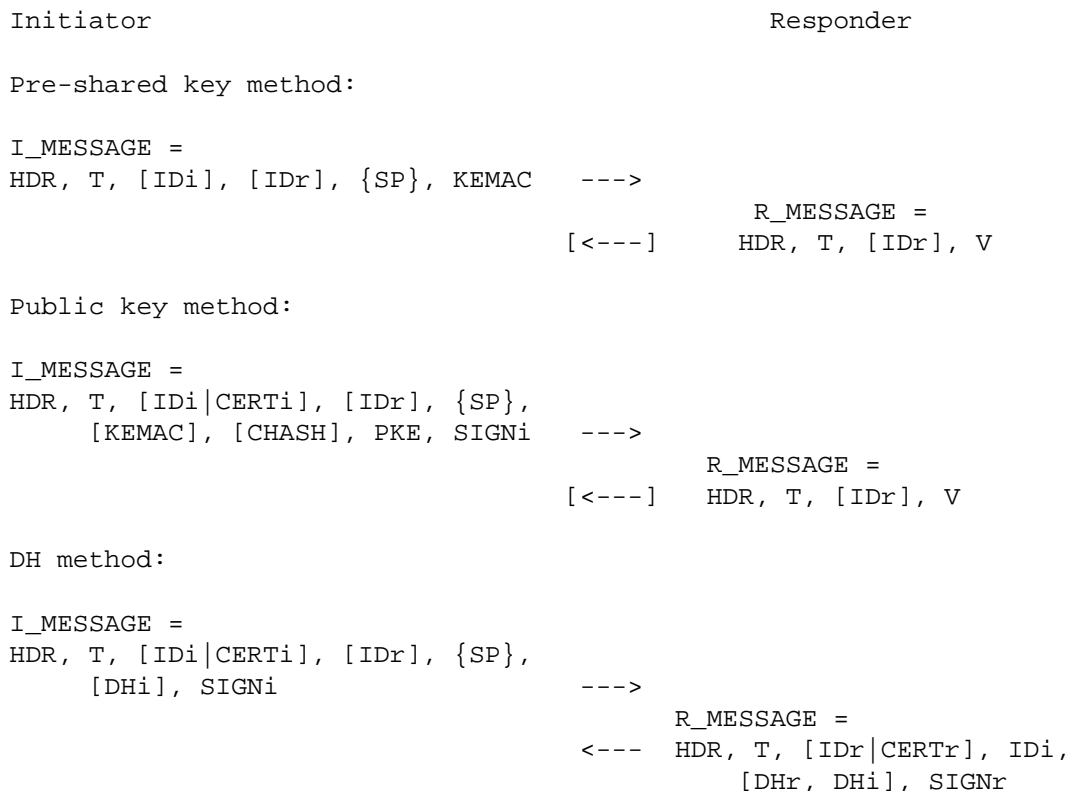 Initiator Responder
Pre-shared key method:
I_MESSAGE =
HDR, T, [IDi], [IDr], {SP}, KEMAC --->
R_MESSAGE =
[<---] HDR, T, [IDr], V
Public key method:
I_MESSAGE =
HDR, T, [IDi|CERTi], [IDr], {SP},
[KEMAC], [CHASH], PKE, SIGNi --->
R_MESSAGE =
[<---] HDR, T, [IDr], V
DH method:
I_MESSAGE =
HDR, T, [IDi|CERTi], [IDr], {SP},
[DHi], SIGNi --->
R_MESSAGE =
<--- HDR, T, [IDr|CERTr], IDi,
[DHr, DHi], SIGNr